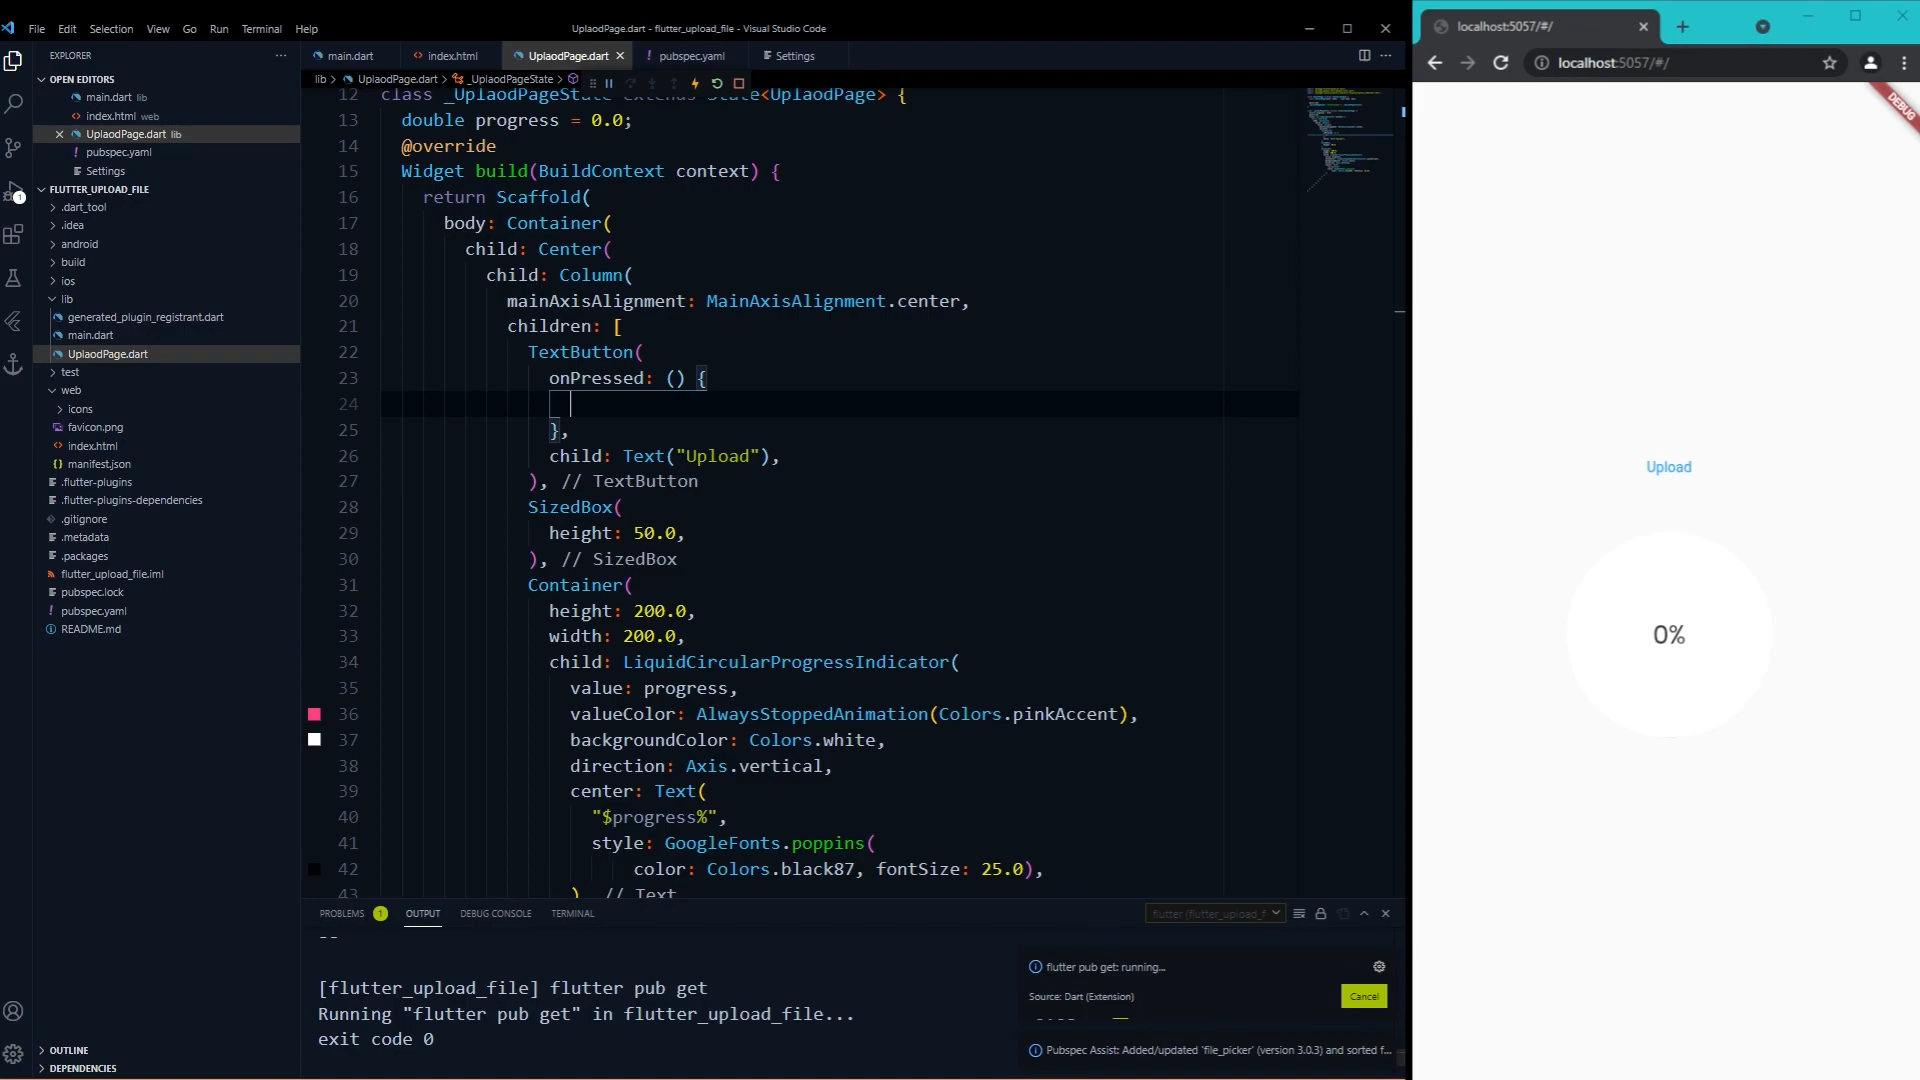 File Edit Selection View Go Run Terminal Help
UplaodPage.dart - flutter_upload_file - Visual Studio Code
EXPLORER
OPEN EDITORS
main.dart lib
index.html web
UplaodPage.dart lib
pubspec.yaml
Settings
FLUTTER_UPLOAD_FILE
.dart_tool
.idea
android
build
ios
lib
generated_plugin_registrant.dart
main.dart
UplaodPage.dart
test
web
icons
favicon.png
index.html
manifest.json
.flutter-plugins
.flutter-plugins-dependencies
.gitignore
.metadata
.packages
flutter_upload_file.iml
pubspec.lock
pubspec.yaml
README.md
OUTLINE
DEPENDENCIES
1
main.dart index.html UplaodPage.dart pubspec.yaml Settings
lib > UplaodPage.dart > _UplaodPageState >
12 class _UplaodPageState extends State<UplaodPage> {
13 double progress = 0.0;
14 @override
15 Widget build(BuildContext context) {
16 return Scaffold(
17 body: Container(
18 child: Center(
19 child: Column(
20 mainAxisAlignment: MainAxisAlignment.center,
21 children: [
22 TextButton(
23 onPressed: () {
24
25 },
26 child: Text("Upload"),
27 ), // TextButton
28 SizedBox(
29 height: 50.0,
30 ), // SizedBox
31 Container(
32 height: 200.0,
33 width: 200.0,
34 child: LiquidCircularProgressIndicator(
35 value: progress,
36 valueColor: AlwaysStoppedAnimation(Colors.pinkAccent),
37 backgroundColor: Colors.white,
38 direction: Axis.vertical,
39 center: Text(
40 "$progress%",
41 style: GoogleFonts.poppins(
42 color: Colors.black87, fontSize: 25.0),
43 ) // Text
PROBLEMS 1 OUTPUT DEBUG CONSOLE TERMINAL
flutter (flutter_upload_f
--
[flutter_upload_file] flutter pub get
Running "flutter pub get" in flutter_upload_file...
exit code 0
flutter pub get: running...
Source: Dart (Extension)
Cancel
Pubspec Assist: Added/updated 'file_picker' (version 3.0.3) and sorted f...
localhost:5057/#/
localhost:5057/#/
DEBUG
Upload
0%